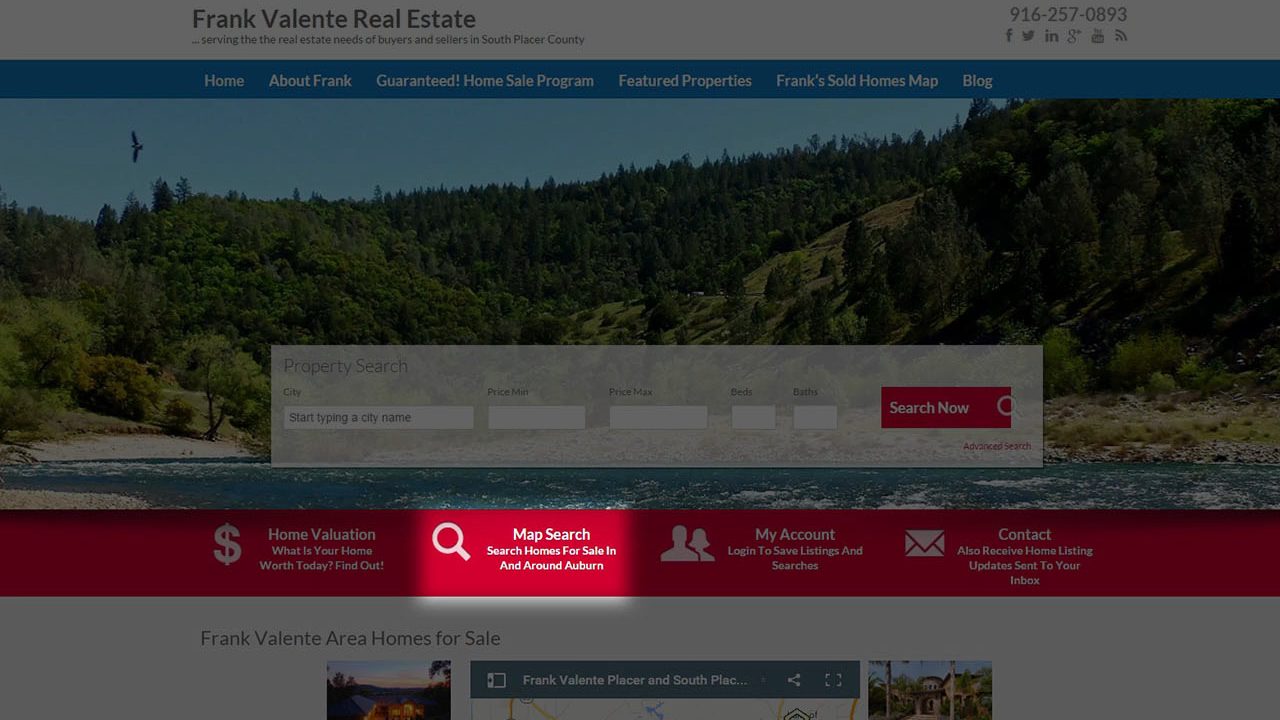 Frank Valente Real Estate
... serving the the real estate needs of buyers and sellers in South Placer County
916-257-0893
Home About Frank Guaranteed! Home Sale Program Featured Properties Frank's Sold Homes Map Blog
Property Search
City Price Min Price Max Beds Baths
Start typing a city name
Search Now
Advanced Search
Home Valuation
What Is Your Home
Worth Today? Find Out!
Map Search
Search Homes For Sale In
And Around Auburn
My Account
Login To Save Listings And
Searches
Contact
Also Receive Home Listing
Updates Sent To Your
Inbox
Frank Valente Area Homes for Sale
Frank Valente Placer and South Plac...
of